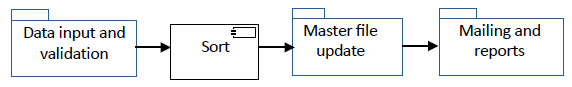 Data input and
validation
Sort
Master file
update
Mailing and
reports